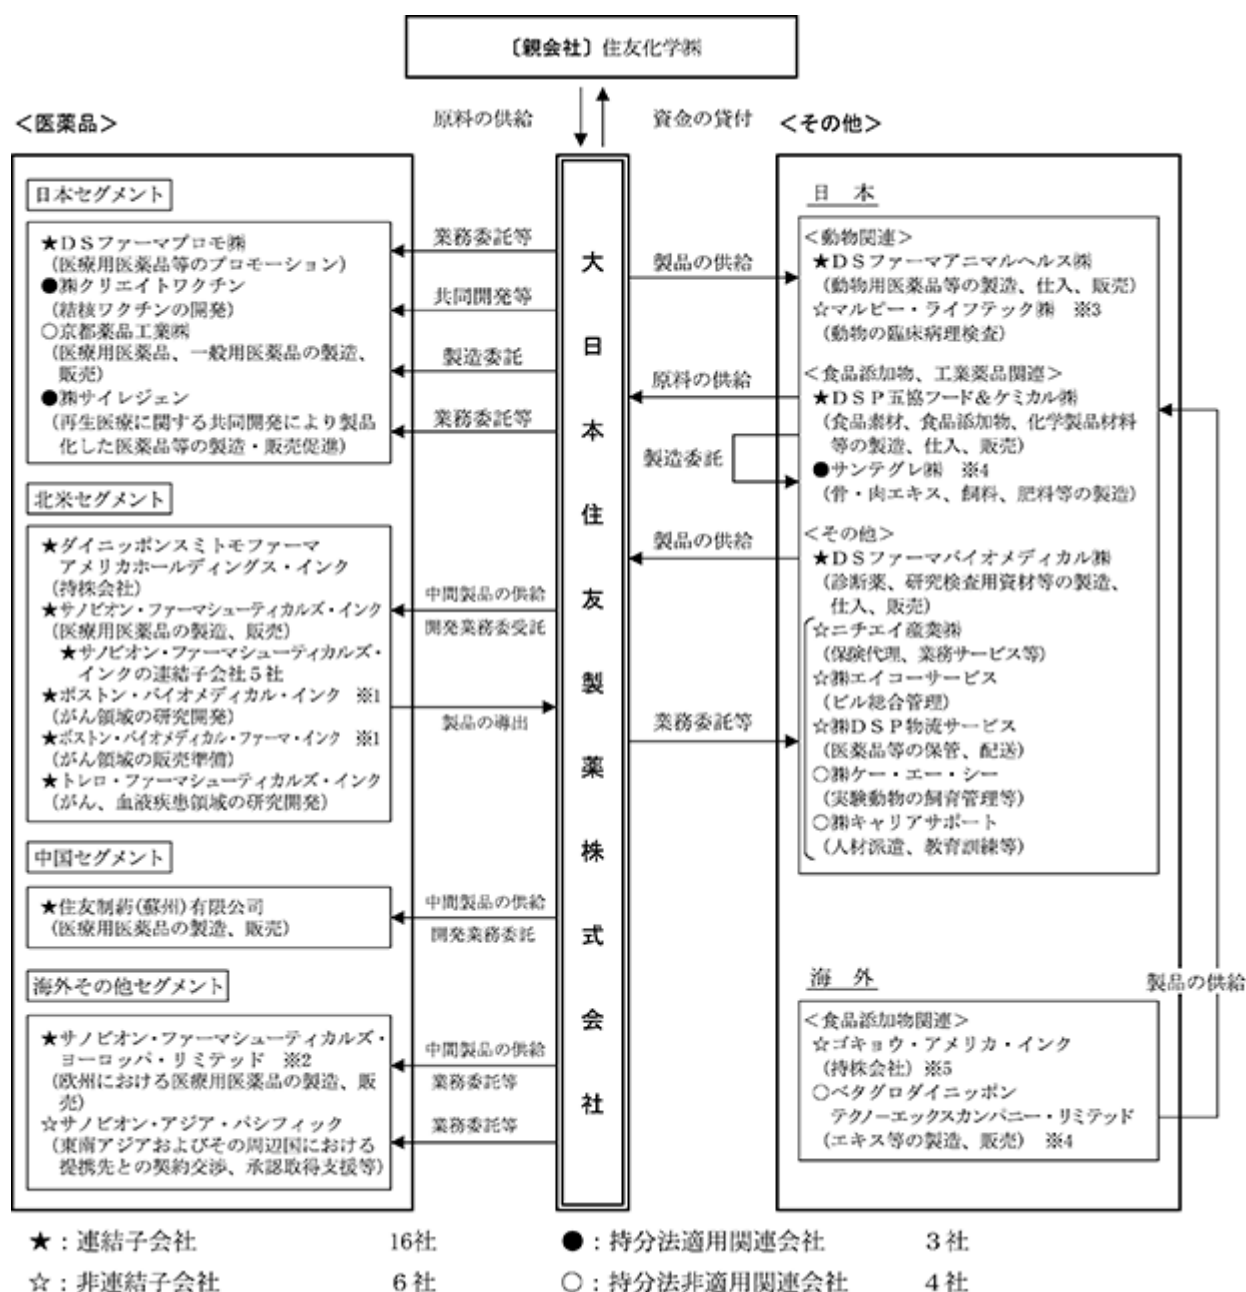 〔親会社〕住友化学㈱
原料の供給
資金の貸付
＜医薬品＞
日本セグメント
★ＤＳファーマプロモ㈱
(医療用医薬品等のプロモーション)
●㈱クリエイトワクチン
(結核ワクチンの開発)
○京都薬品工業㈱
(医療用医薬品、一般用医薬品の製造、
販売)
●㈱サイレジェン
(再生医療に関する共同開発により製品
化した医薬品等の製造・販売促進)
北米セグメント
★ダイニッポンスミトモファーマ
アメリカホールディングス・インク
(持株会社)
★サノビオン・ファーマシューティカルズ・インク
(医療用医薬品の製造、販売)
★サノビオン・ファーマシューティカルズ・
インクの連結子会社５社
★ボストン・バイオメディカル・インク ※1
(がん領域の研究開発)
★ボストン・バイオメディカル・ファーマ・インク ※1
(がん領域の販売準備)
★トレロ・ファーマシューティカルズ・インク
(がん、血液疾患領域の研究開発)
中国セグメント
★住友制葯(蘇州)有限公司
(医療用医薬品の製造、販売)
海外その他セグメント
★サノビオン・ファーマシューティカルズ・
ヨーロッパ・リミテッド ※2
(欧州における医療用医薬品の製造、販
売)
☆サノビオン・アジア・パシフィック
(東南アジアおよびその周辺国における
提携先との契約交渉、承認取得支援等)
業務委託等
共同開発等
製造委託
業務委託等
中間製品の供給
開発業務委受託
製品の導出
中間製品の供給
開発業務委託
中間製品の供給
業務委託等
業務委託等
大日本住友製薬株式会社
製品の供給
原料の供給
製造委託
製品の供給
業務委託等
＜その他＞
日 本
＜動物関連＞
★ＤＳファーマアニマルヘルス㈱
(動物用医薬品等の製造、仕入、販売)
☆マルピー・ライフテック㈱ ※3
(動物の臨床病理検査)
＜食品添加物、工業薬品関連＞
★ＤＳＰ五協フード＆ケミカル㈱
(食品素材、食品添加物、化学製品材料
等の製造、仕入、販売)
●サンテグレ㈱ ※4
(骨・肉エキス、飼料、肥料等の製造)
＜その他＞
★ＤＳファーマバイオメディカル㈱
(診断薬、研究検査用資材等の製造、
仕入、販売)
☆ニチエイ産業㈱
(保険代理、業務サービス等)
☆㈱エイコーサービス
(ビル総合管理)
☆㈱ＤＳＰ物流サービス
(医薬品等の保管、配送)
○㈱ケー・エー・シー
(実験動物の飼育管理等)
○㈱キャリアサポート
(人材派遣、教育訓練等)
海 外
＜食品添加物関連＞
☆ゴキョウ・アメリカ・インク
(持株会社) ※5
○ベタグロダイニッポン
テクノ－エックスカンパニー・リミテッド
(エキス等の製造、販売) ※4
製品の供給
★：連結子会社 16社
●：持分法適用関連会社 ３社
☆：非連結子会社 ６社
○：持分法非適用関連会社 ４社